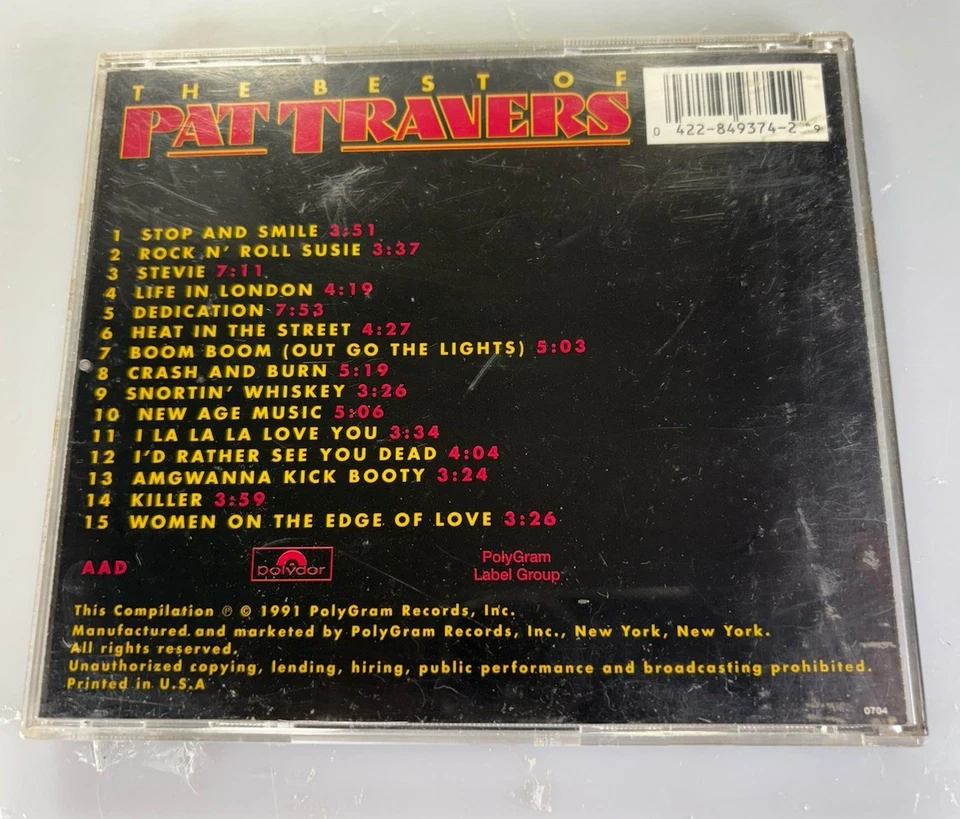 THE BEST OF
PAT TRAVERS
0 422-849374-2 9
1 STOP AND SMILE 3:51
2 ROCK N' ROLL SUSIE 3:37
3 STEVIE 7:11
4 LIFE IN LONDON 4:19
5 DEDICATION 7:53
6 HEAT IN THE STREET 4:27
7 BOOM BOOM (OUT GO THE LIGHTS) 5:03
8 CRASH AND BURN 5:19
9 SNORTIN' WHISKEY 3:26
10 NEW AGE MUSIC 5:06
11 I LA LA LA LOVE YOU 3:34
12 I'D RATHER SEE YOU DEAD 4:04
13 AMGWANNA KICK BOOTY 3:24
14 KILLER 3:59
15 WOMEN ON THE EDGE OF LOVE 3:26
AAD
polydor
PolyGram
Label Group
This Compilation ℗ © 1991 PolyGram Records, Inc.
Manufactured and marketed by PolyGram Records, Inc., New York, New York.
All rights reserved.
Unauthorized copying, lending, hiring, public performance and broadcasting prohibited.
Printed in U.S.A
0704